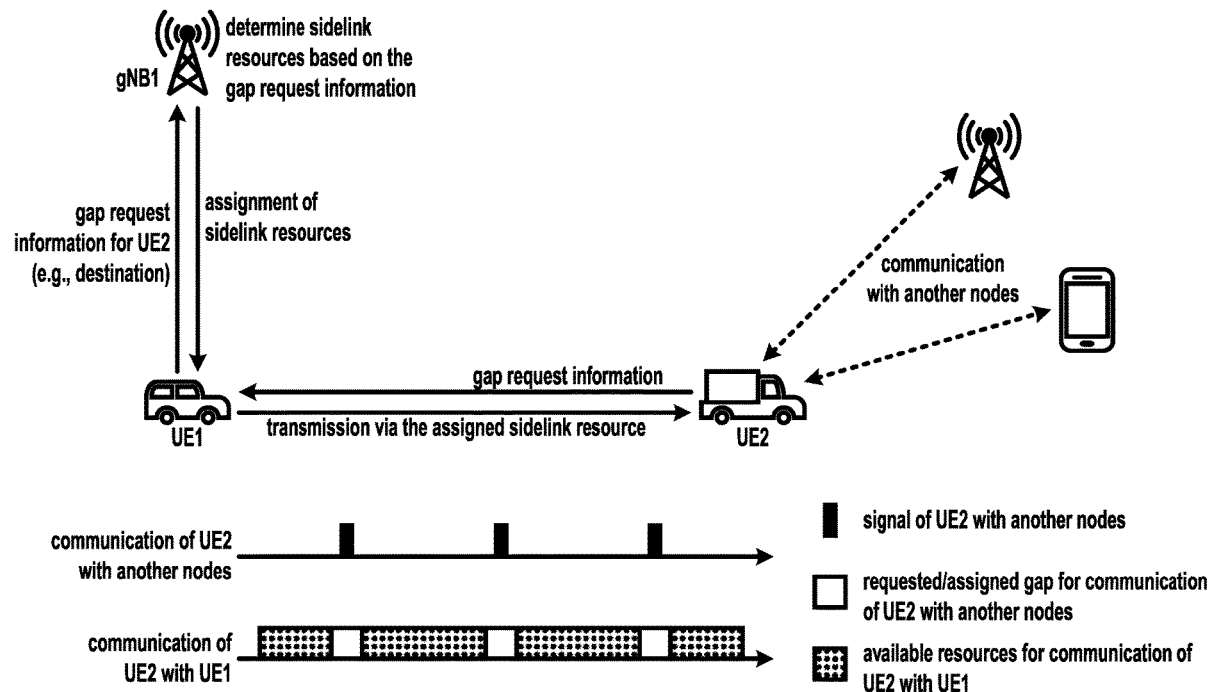 determine sidelink
resources based on the
gap request information
gNB1
gap request
information for UE2
(e.g., destination)
assignment of
sidelink resources
communication
with another nodes
gap request information
transmission via the assigned sidelink resource
UE1
UE2
communication of UE2
with another nodes
communication of
UE2 with UE1
signal of UE2 with another nodes
requested/assigned gap for communication
of UE2 with another nodes
available resources for communication of
UE2 with UE1